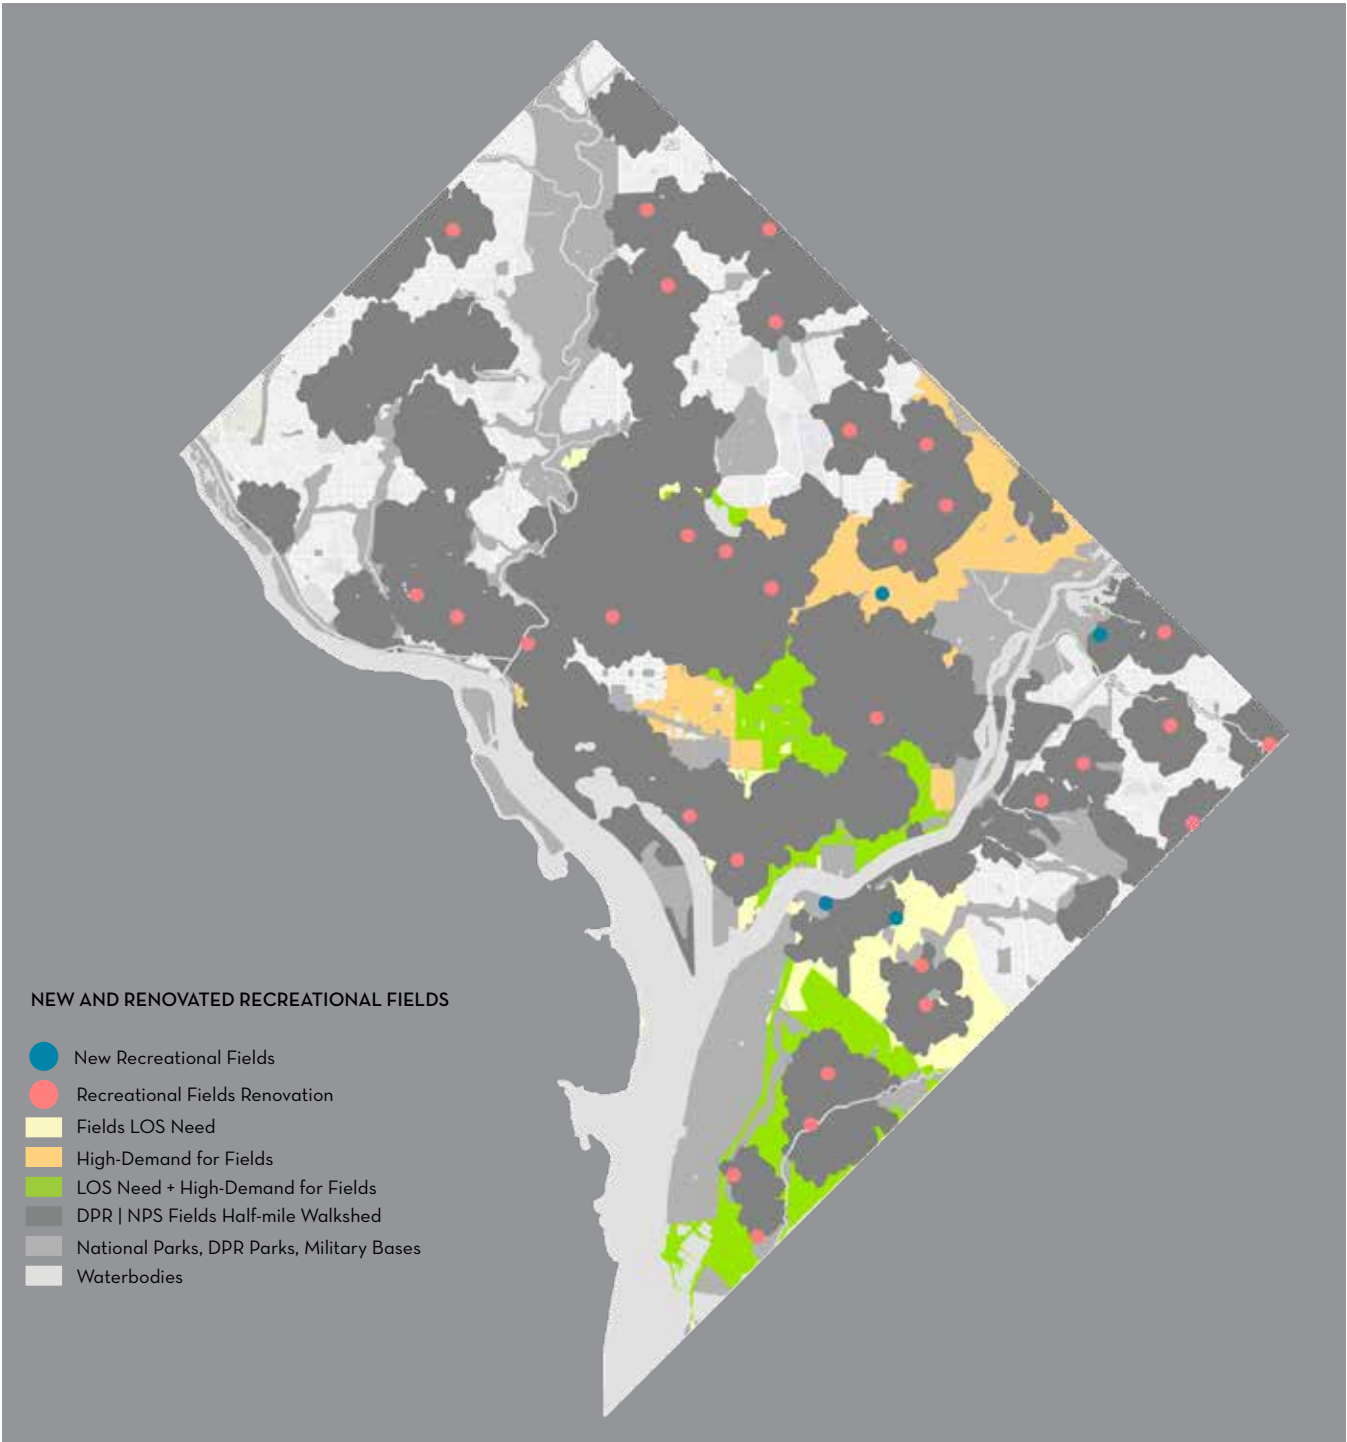 NEW AND RENOVATED RECREATIONAL FIELDS
New Recreational Fields
Recreational Fields Renovation
Fields LOS Need
High-Demand for Fields
LOS Need + High-Demand for Fields
DPR | NPS Fields Half-mile Walkshed
National Parks, DPR Parks, Military Bases
Waterbodies